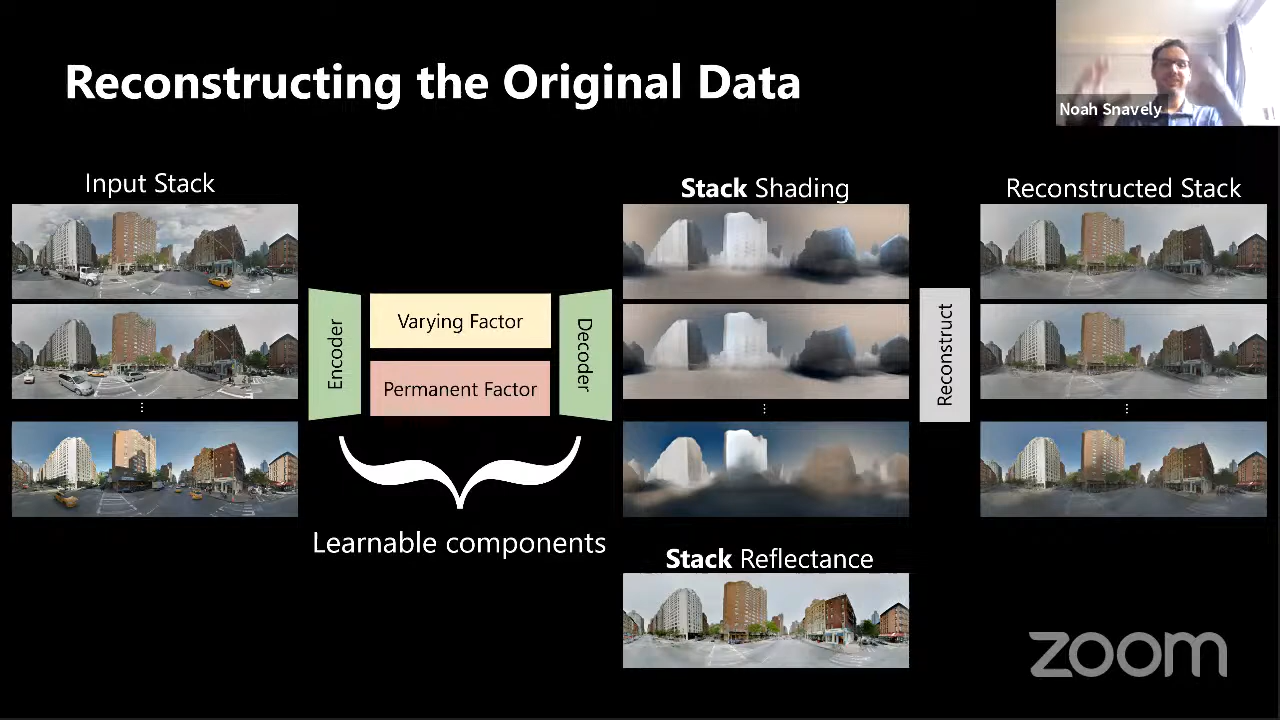 Reconstructing the Original Data
Noah Snavely
Input Stack
Stack Shading
Reconstructed Stack
Encoder
Varying Factor
Permanent Factor
Decoder
Reconstruct
Learnable components
Stack Reflectance
zoom